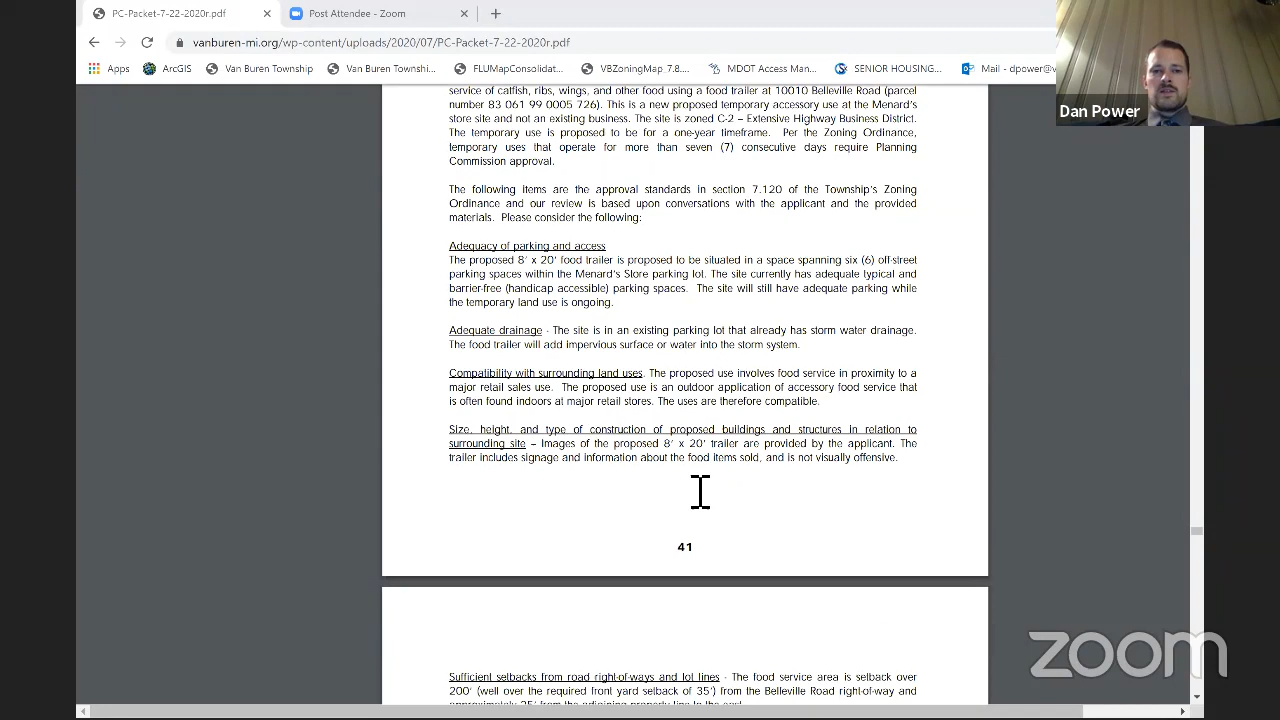 PC-Packet-7-22-2020r.pdf
Post Attendee - Zoom
vanburen-mi.org/wp-content/uploads/2020/07/PC-Packet-7-22-2020r.pdf
Apps ArcGIS Van Buren Township Van Buren Townshi... FLUMapConsolidat... VBZoningMap_7.8.... MDOT Access Man... SENIOR HOUSING... Mail - dpower@v
Dan Power
service of catfish, ribs, wings, and other food using a food trailer at 10010 Belleville Road (parcel
number 83 061 99 0005 726). This is a new proposed temporary accessory use at the Menard's
store site and not an existing business. The site is zoned C-2 – Extensive Highway Business District.
The temporary use is proposed to be for a one-year timeframe. Per the Zoning Ordinance,
temporary uses that operate for more than seven (7) consecutive days require Planning
Commission approval.
The following items are the approval standards in section 7.120 of the Township's Zoning
Ordinance and our review is based upon conversations with the applicant and the provided
materials. Please consider the following:
Adequacy of parking and access
The proposed 8' x 20' food trailer is proposed to be situated in a space spanning six (6) off-street
parking spaces within the Menard's Store parking lot. The site currently has adequate typical and
barrier-free (handicap accessible) parking spaces. The site will still have adequate parking while
the temporary land use is ongoing.
Adequate drainage - The site is in an existing parking lot that already has storm water drainage.
The food trailer will add impervious surface or water into the storm system.
Compatibility with surrounding land uses. The proposed use involves food service in proximity to a
major retail sales use. The proposed use is an outdoor application of accessory food service that
is often found indoors at major retail stores. The uses are therefore compatible.
Size, height, and type of construction of proposed buildings and structures in relation to
surrounding site – Images of the proposed 8' x 20' trailer are provided by the applicant. The
trailer includes signage and information about the food items sold, and is not visually offensive.
41
Sufficient setbacks from road right-of-ways and lot lines - The food service area is setback over
200' (well over the required front yard setback of 35') from the Belleville Road right-of-way and
approximately 25' from the adjoining property line to the east.
zoom